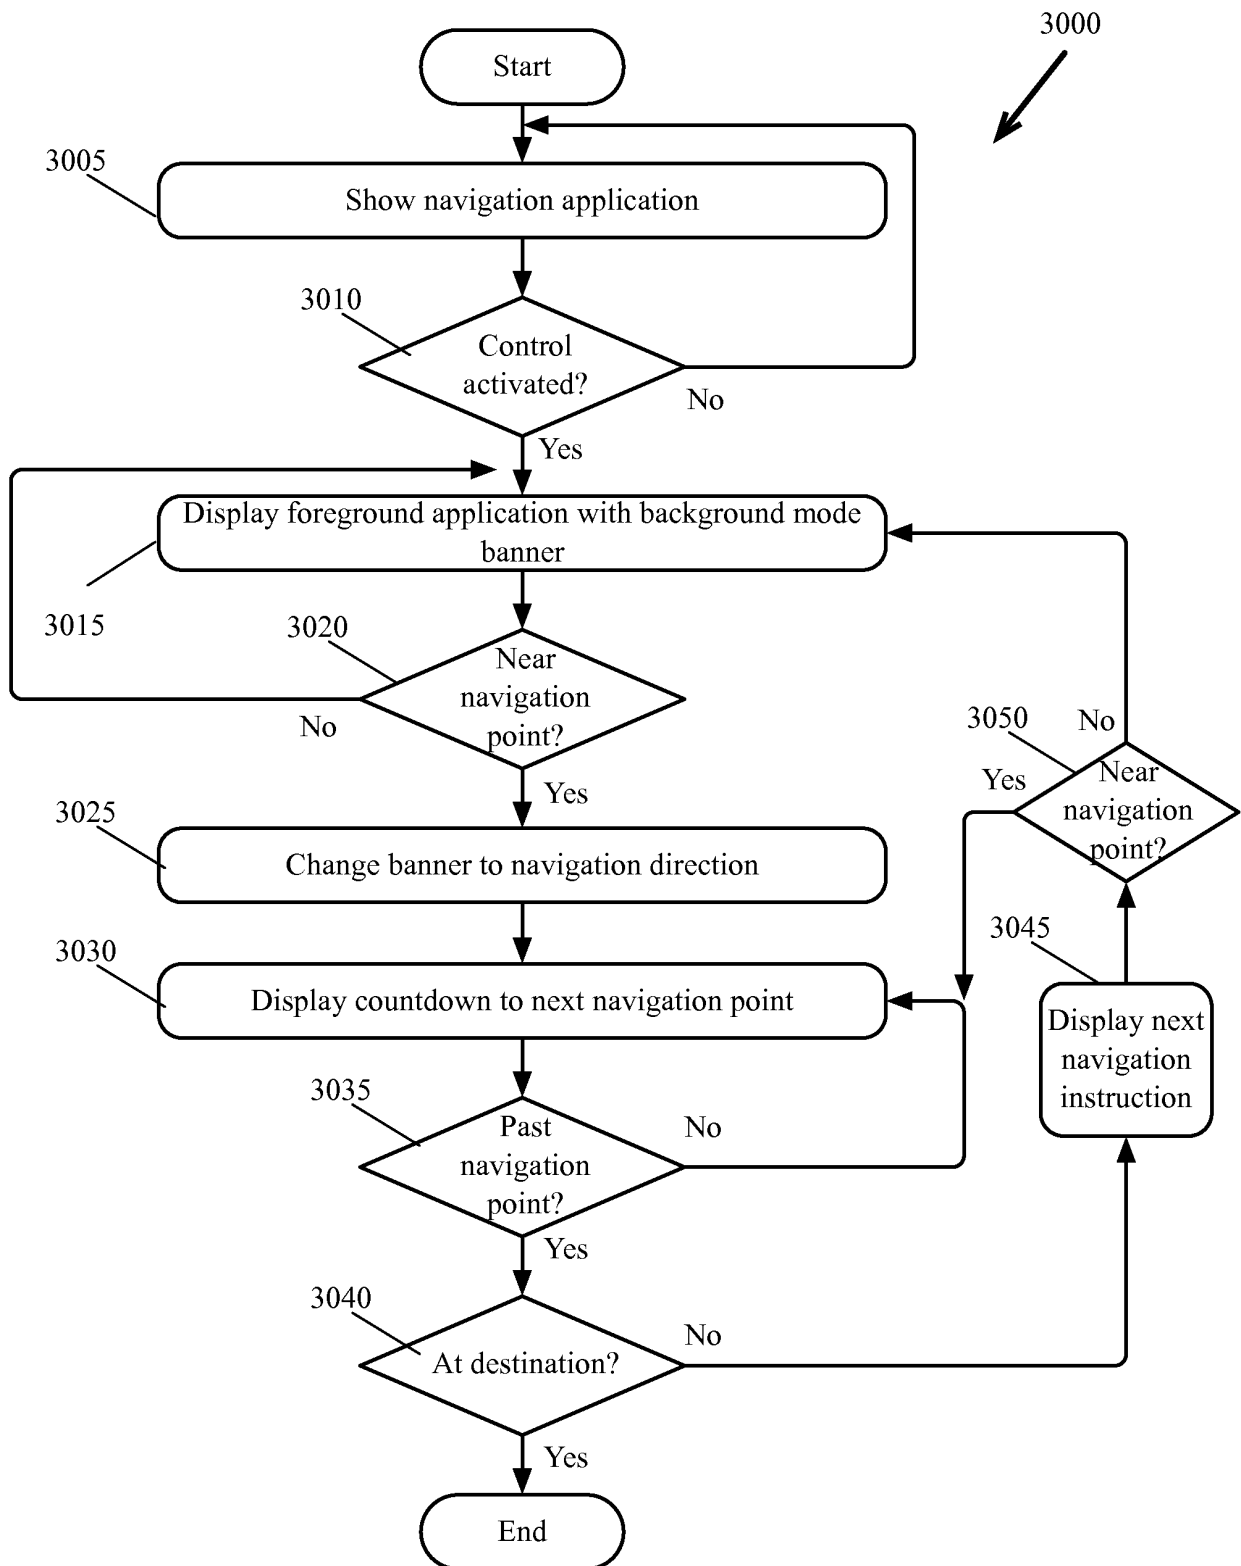 3000
Start
3005
Show navigation application
3010
Control
activated?
No
Yes
Display foreground application with background mode
banner
3015
3020
Near
navigation
point?
No
Yes
3050
No
Yes
Near
navigation
point?
3025
Change banner to navigation direction
3030
Display countdown to next navigation point
3045
Display next
navigation
instruction
3035
Past
navigation
point?
No
Yes
3040
At destination?
No
Yes
End